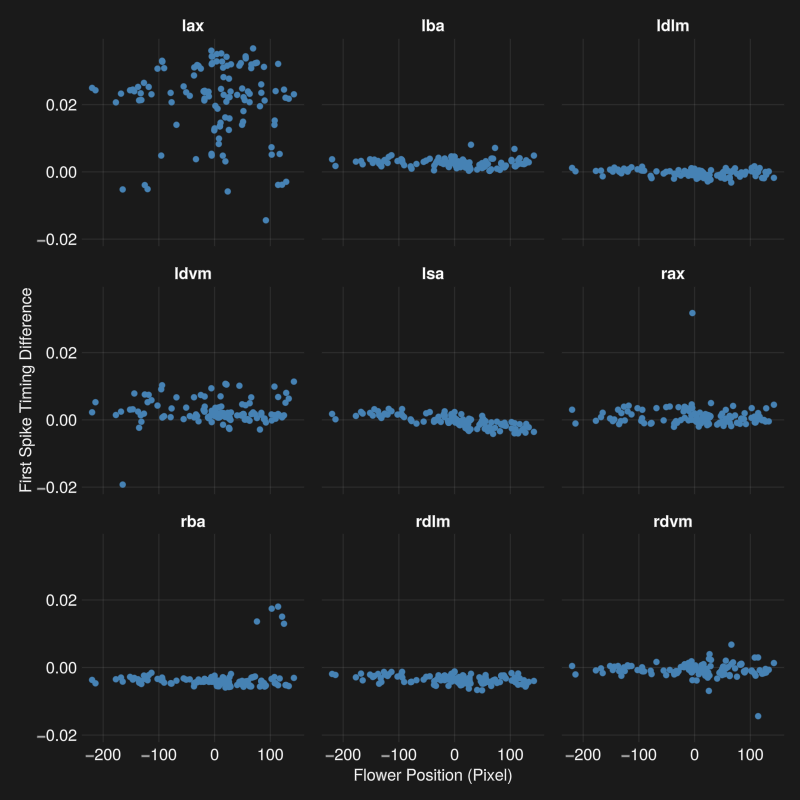 lax lba ldlm
0.02
0.00
−0.02
ldvm lsa rax
First Spike Timing Difference
0.02
0.00
−0.02
rba rdlm rdvm
0.02
0.00
−0.02
−200 −100 0 100 −200 −100 0 100 −200 −100 0 100
Flower Position (Pixel)